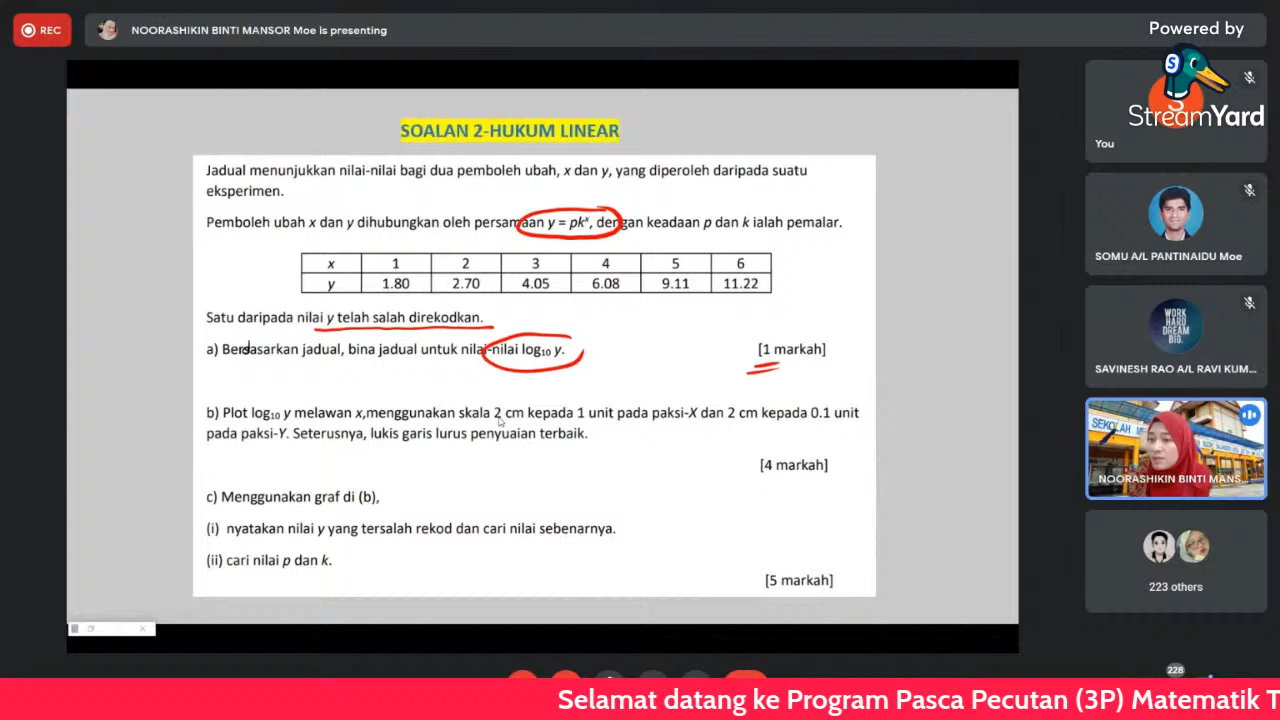 REC
NOORASHIKIN BINTI MANSOR Moe is presenting
Powered by
StreamYard
You
SOALAN 2-HUKUM LINEAR
Jadual menunjukkan nilai-nilai bagi dua pemboleh ubah, x dan y, yang diperoleh daripada suatu
eksperimen.
Pemboleh ubah x dan y dihubungkan oleh persamaan y = pkˣ, dengan keadaan p dan k ialah pemalar.
x 1 2 3 4 5 6
y 1.80 2.70 4.05 6.08 9.11 11.22
Satu daripada nilai y telah salah direkodkan.
a) Berdasarkan jadual, bina jadual untuk nilai-nilai log₁₀ y. [1 markah]
b) Plot log₁₀ y melawan x,menggunakan skala 2 cm kepada 1 unit pada paksi-X dan 2 cm kepada 0.1 unit
pada paksi-Y. Seterusnya, lukis garis lurus penyuaian terbaik.
[4 markah]
c) Menggunakan graf di (b),
(i) nyatakan nilai y yang tersalah rekod dan cari nilai sebenarnya.
(ii) cari nilai p dan k.
[5 markah]
SOMU A/L PANTINAIDU Moe
WORK
HARD
DREAM
BIG.
SAVINESH RAO A/L RAVI KUM...
SEKOLAH ME
NOORASHIKIN BINTI MANS...
223 others
228
Selamat datang ke Program Pasca Pecutan (3P) Matematik T